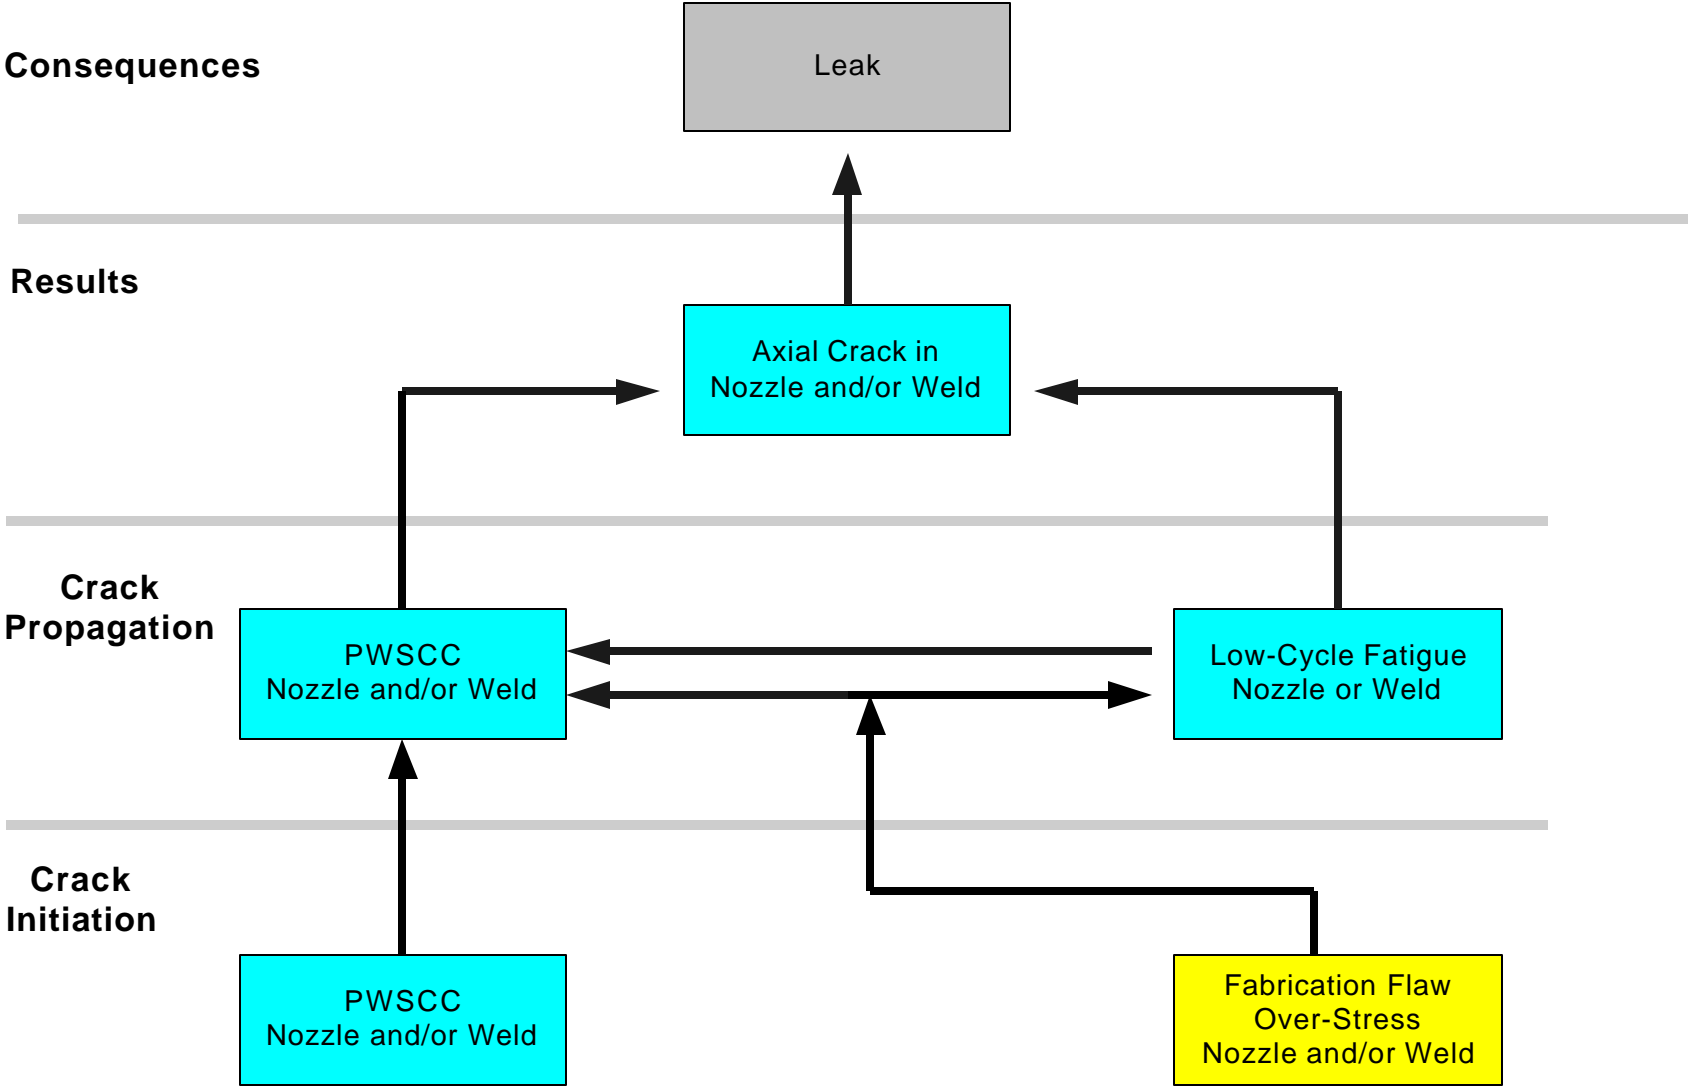 Consequences
Leak
Results
Axial Crack in
Nozzle and/or Weld
Crack
Propagation
PWSCC
Nozzle and/or Weld
Low-Cycle Fatigue
Nozzle or Weld
Crack
Initiation
PWSCC
Nozzle and/or Weld
Fabrication Flaw
Over-Stress
Nozzle and/or Weld